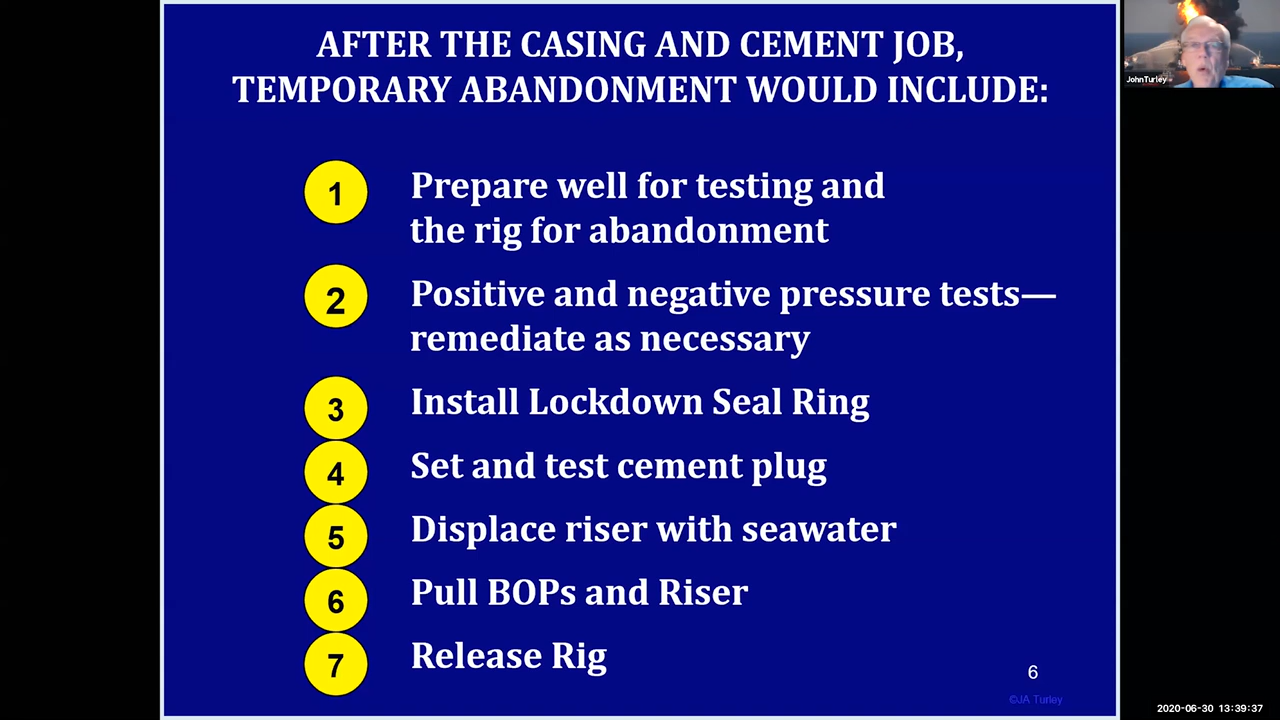 AFTER THE CASING AND CEMENT JOB,
TEMPORARY ABANDONMENT WOULD INCLUDE:
1 Prepare well for testing and
the rig for abandonment
2 Positive and negative pressure tests—
remediate as necessary
3 Install Lockdown Seal Ring
4 Set and test cement plug
5 Displace riser with seawater
6 Pull BOPs and Riser
7 Release Rig
6
©JA Turley
John Turley
2020-06-30 13:39:37